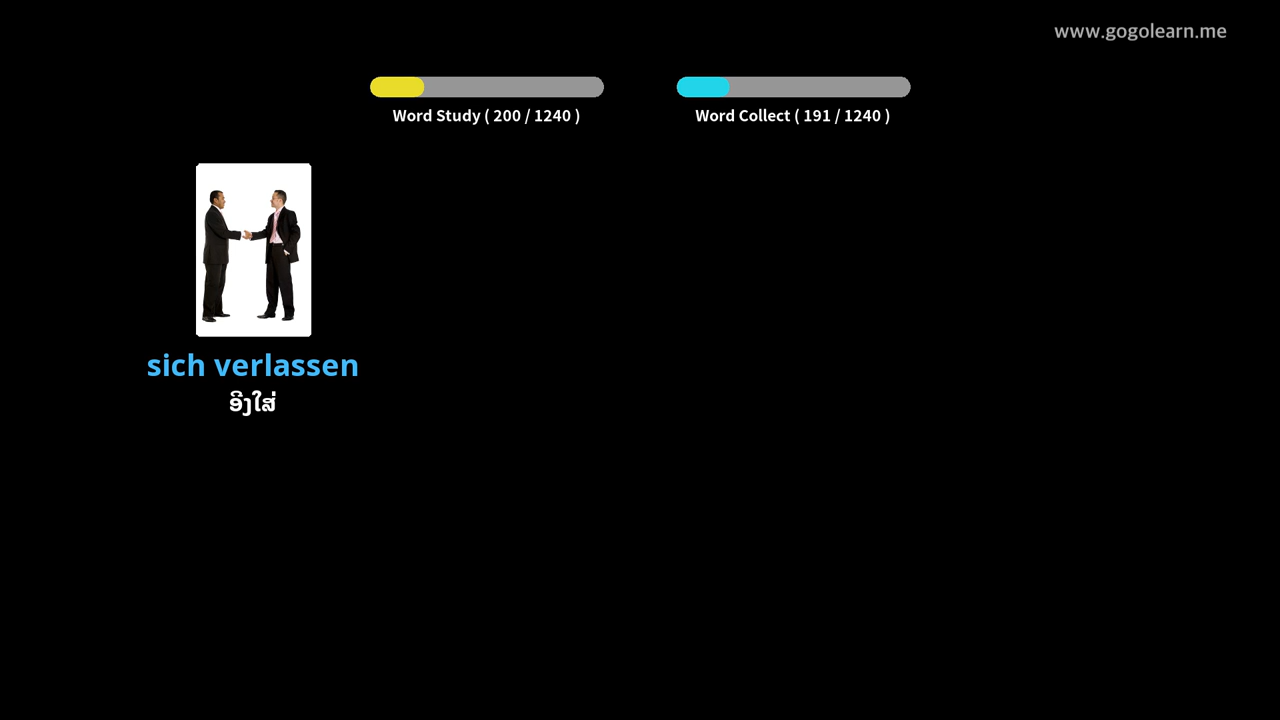 www.gogolearn.me
Word Study ( 200 / 1240 )
Word Collect ( 191 / 1240 )
sich verlassen
ອີງໃສ່